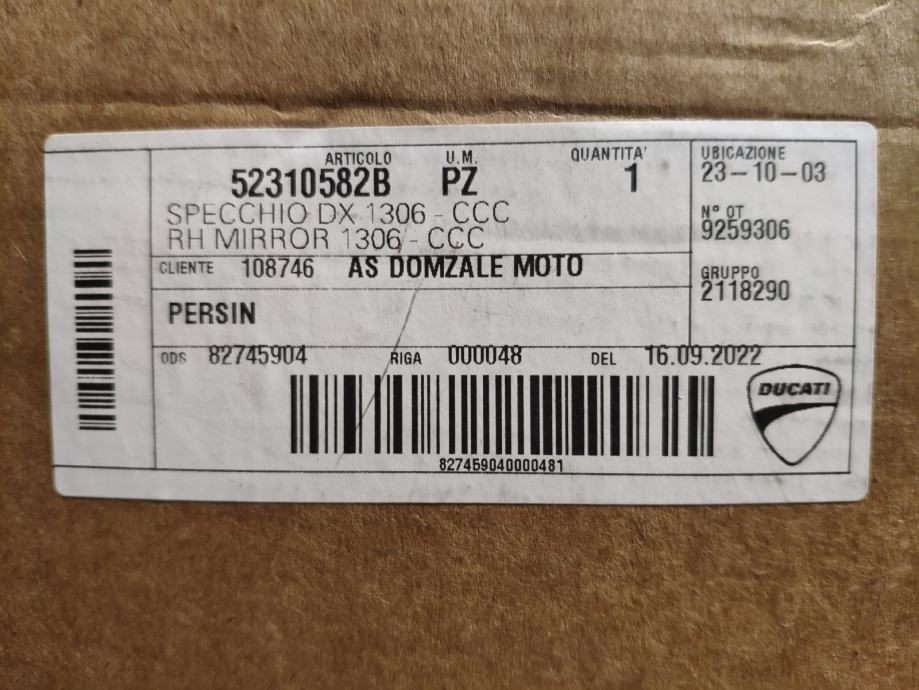 ARTICOLO U.M. QUANTITA'
52310582B PZ 1
SPECCHIO DX 1306 - CCC
RH MIRROR 1306 - CCC
CLIENTE 108746 AS DOMZALE MOTO
PERSIN
UBICAZIONE
23-10-03
N° OT
9259306
GRUPPO
2118290
ODS 82745904 RIGA 000048 DEL 16.09.2022
DUCATI
827459040000481